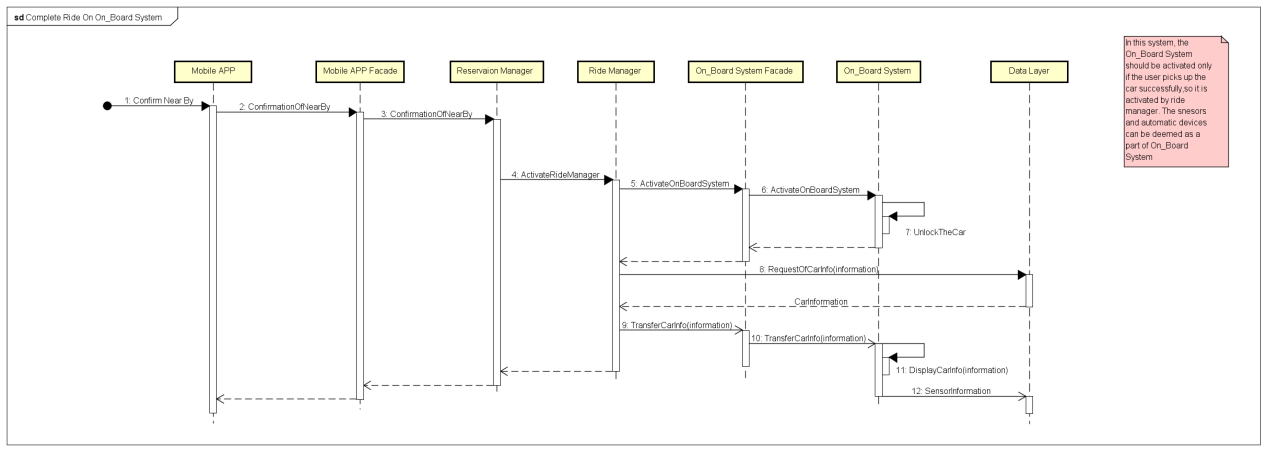 sd Complete Ride On On_Board System
In this system, the
On_Board System
should be activated only
if the user picks up the
car successfully,so it is
activated by ride
manager. The snesors
and automatic devices
can be deemed as a
part of On_Board
System
Mobile APP
Mobile APP Facade
Reservaion Manager
Ride Manager
On_Board System Facade
On_Board System
Data Layer
1: Confirm Near By
2: ConfirmationOfNearBy
3: ConfirmationOfNearBy
4: ActivateRideManager
5: ActivateOnBoardSystem
6: ActivateOnBoardSystem
7: UnlockTheCar
8: RequestOfCarInfo(information)
CarInformation
9: TransferCarInfo(information)
10: TransferCarInfo(information)
11: DisplayCarInfo(information)
12: SensorInformation